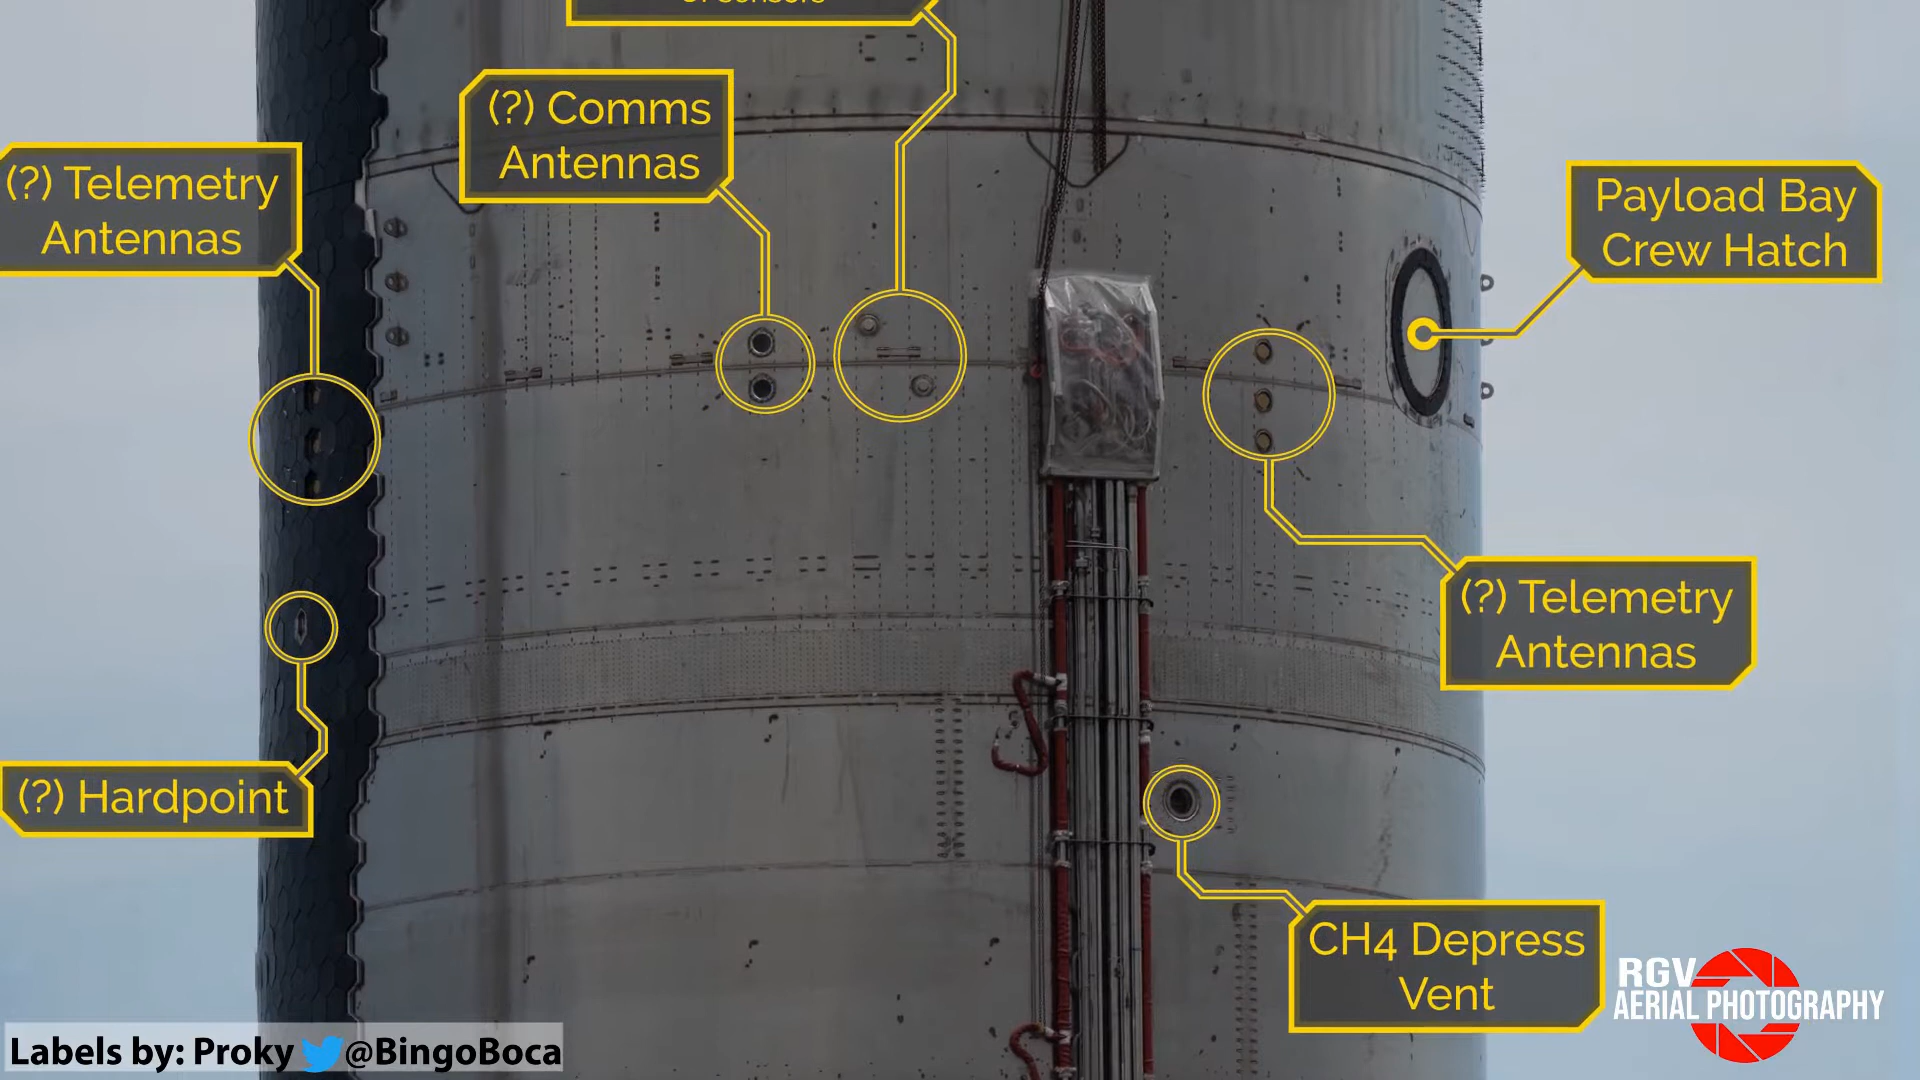 (?) Comms
Antennas
(?) Telemetry
Antennas
Payload Bay
Crew Hatch
(?) Telemetry
Antennas
(?) Hardpoint
CH4 Depress
Vent
RGV
AERIAL PHOTOGRAPHY
Labels by: Proky @BingoBoca